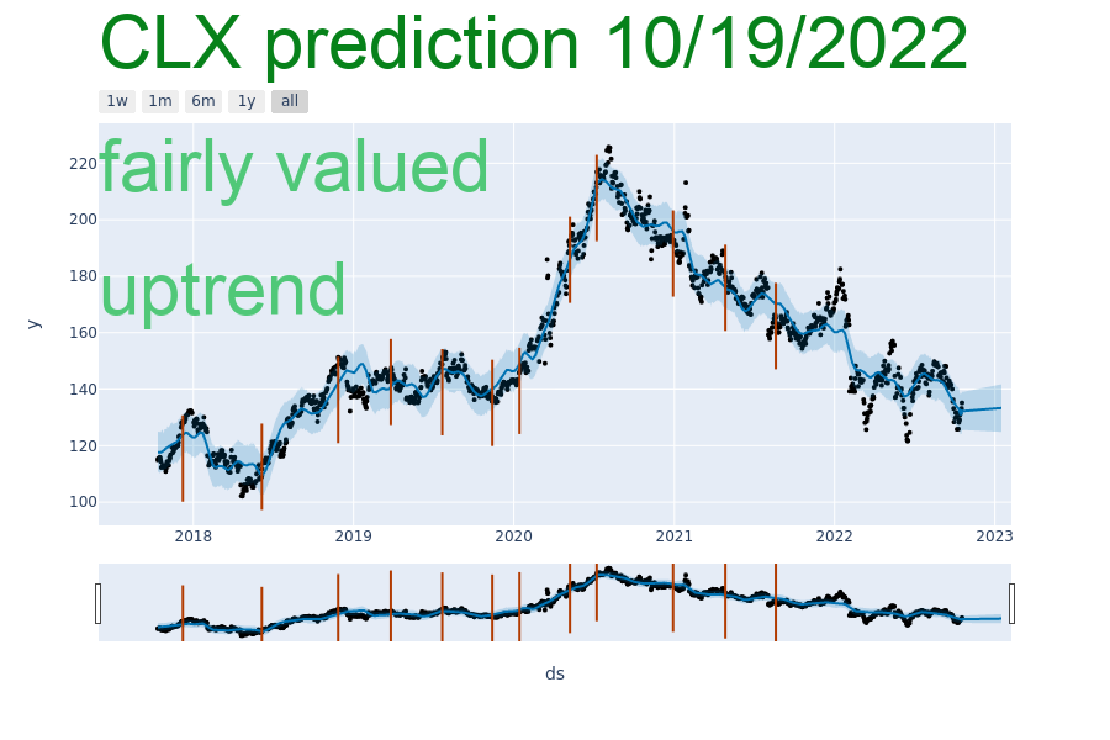 CLX prediction 10/19/2022
1w 1m 6m 1y all
fairly valued
uptrend
220
200
180
160
140
120
100
y
2018 2019 2020 2021 2022 2023
ds